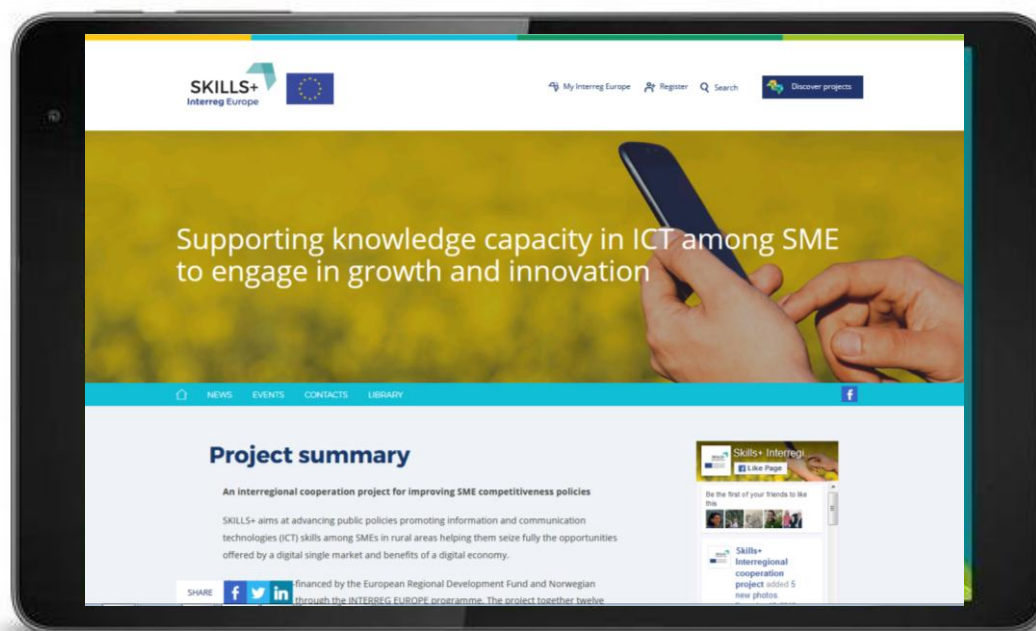 SKILLS+
Interreg Europe
My Interreg Europe
Register
Search
Discover projects
Supporting knowledge capacity in ICT among SME
to engage in growth and innovation
NEWS
EVENTS
CONTACTS
LIBRARY
f
Project summary
An interregional cooperation project for improving SME competitiveness policies
SKILLS+ aims at advancing public policies promoting information and communication
technologies (ICT) skills among SMEs in rural areas helping them seize fully the opportunities
offered by a digital single market and benefits of a digital economy.
-financed by the European Regional Development Fund and Norwegian
through the INTERREG EUROPE programme. The project together twelve
SHARE
f
in
Skills+ Interregi...
Like Page
Be the first of your friends to like
this
Skills+
Interregional
cooperation
project added 5
new photos.